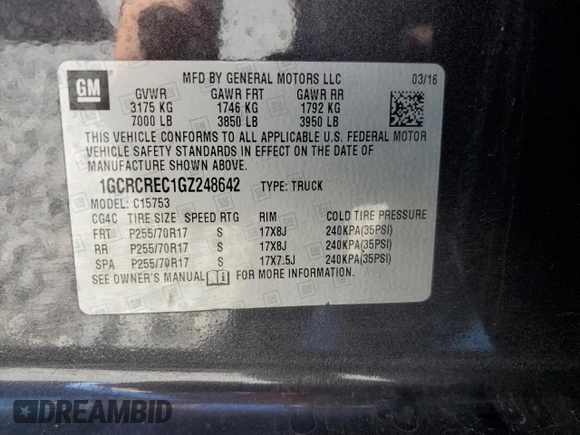 GM
MFD BY GENERAL MOTORS LLC 03/16
GVWR GAWR FRT GAWR RR
3175 KG 1746 KG 1792 KG
7000 LB 3850 LB 3950 LB
THIS VEHICLE CONFORMS TO ALL APPLICABLE U.S. FEDERAL MOTOR
VEHICLE SAFETY STANDARDS IN EFFECT ON THE DATE OF
MANUFACTURE SHOWN ABOVE.
1GCRCREC1GZ248642 TYPE: TRUCK
MODEL: C15753
CG4C TIRE SIZE SPEED RTG RIM COLD TIRE PRESSURE
FRT P255/70R17 S 17X8J 240KPA(35PSI)
RR P255/70R17 S 17X8J 240KPA(35PSI)
SPA P255/70R17 S 17X7.5J 240KPA(35PSI)
SEE OWNER'S MANUAL i FOR MORE INFORMATION.
DREAMBID